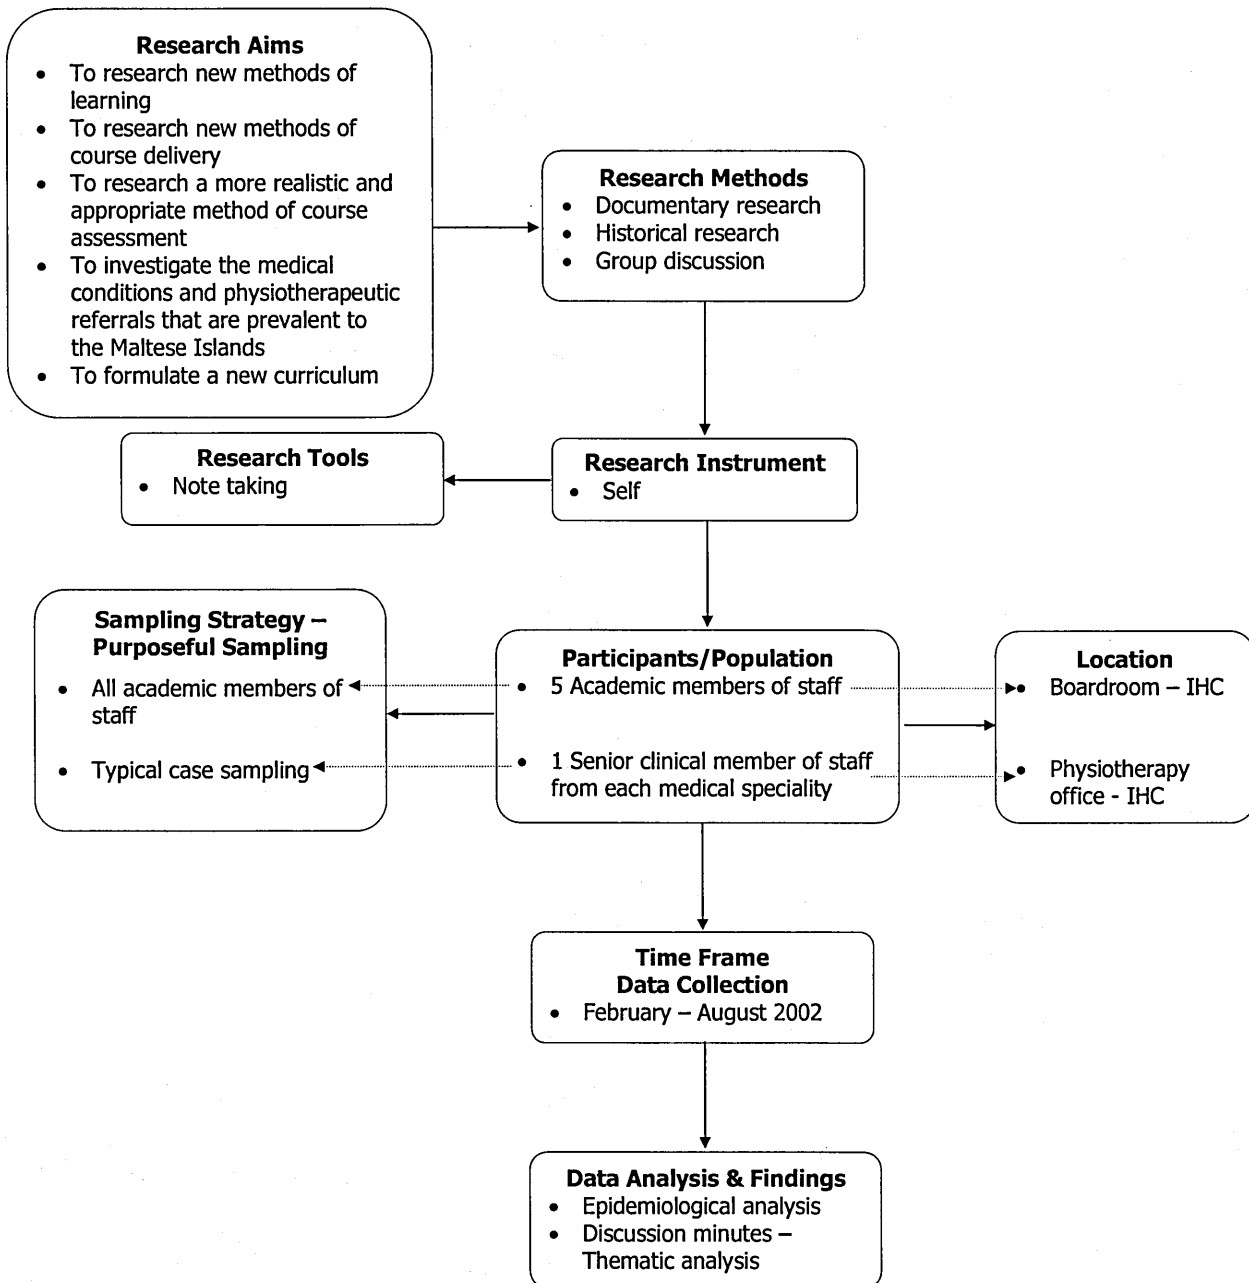 Research Aims
• To research new methods of
learning
• To research new methods of
course delivery
• To research a more realistic and
appropriate method of course
assessment
• To investigate the medical
conditions and physiotherapeutic
referrals that are prevalent to
the Maltese Islands
• To formulate a new curriculum
Research Methods
• Documentary research
• Historical research
• Group discussion
Research Tools
• Note taking
Research Instrument
• Self
Sampling Strategy –
Purposeful Sampling
• All academic members of
staff
• Typical case sampling
Participants/Population
• 5 Academic members of staff
• 1 Senior clinical member of staff
from each medical speciality
Location
• Boardroom – IHC
• Physiotherapy
office - IHC
Time Frame
Data Collection
• February – August 2002
Data Analysis & Findings
• Epidemiological analysis
• Discussion minutes –
Thematic analysis